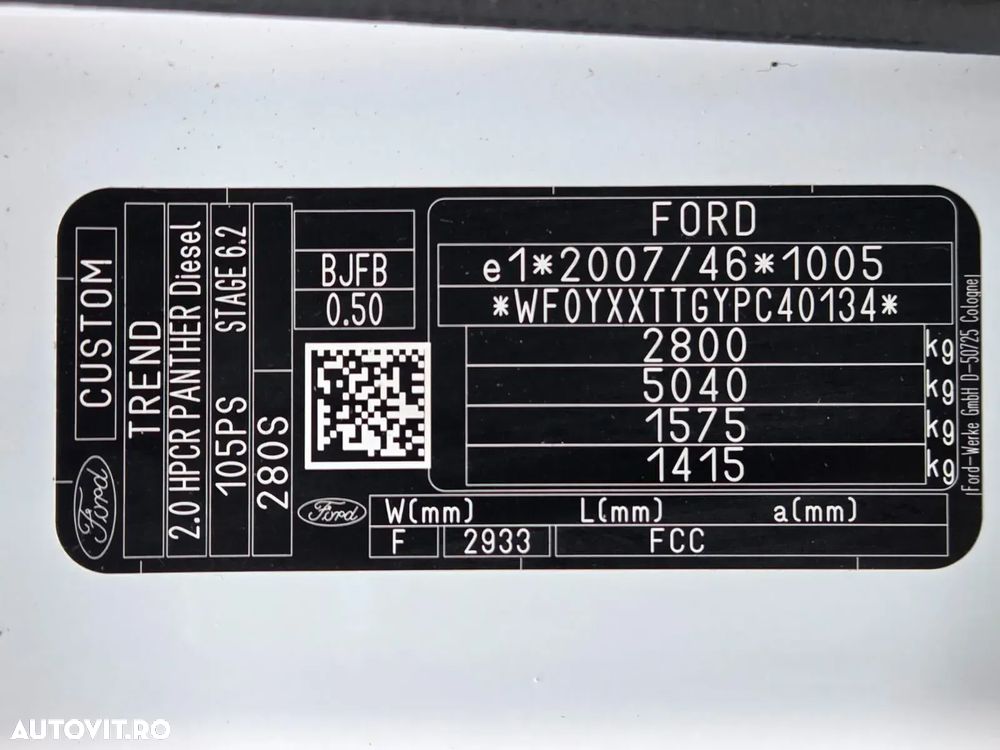 CUSTOM
TREND
2.0 HPCR PANTHER Diesel
105PS STAGE 6.2
280S
Ford
BJFB
0.50
Ford
FORD
e1*2007/46*1005
*WF0YXXTTGYPC40134*
2800 kg
5040 kg
1575 kg
1415 kg
W(mm) L(mm) a(mm)
F 2933 FCC
Ford-Werke GmbH D-50725 Cologne
AUTOVIT.RO